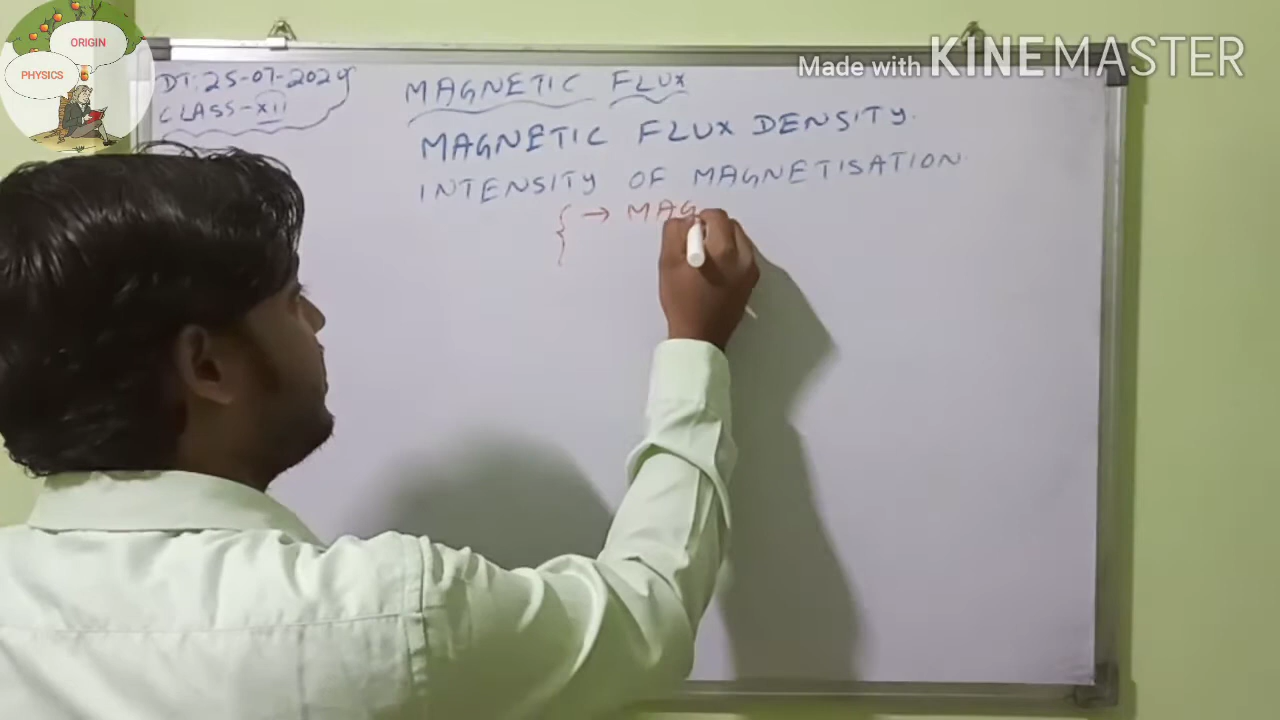 ORIGIN
PHYSICS
Made with KINEMASTER
DT. 25-07-2024
CLASS-XII
MAGNETIC FLUX
MAGNETIC FLUX DENSITY.
INTENSITY OF MAGNETISATION.
{ → MAG